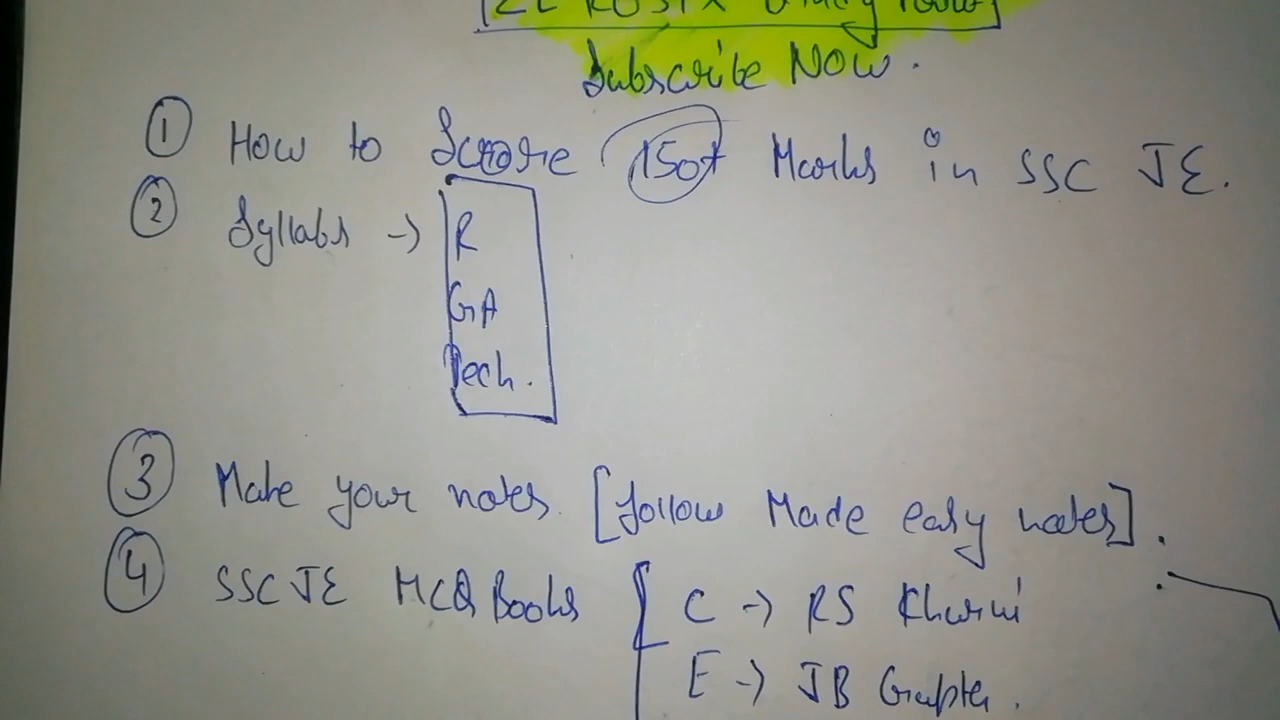 Subscribe Now.
① How to Score 150+ Marks in SSC JE.
② Syllabs → R
GA
Tech.
③ Make your notes. [follow Made easy notes].
④ SSC JE MCQ Books { C → RS Khurmi
E → JB Gupta.